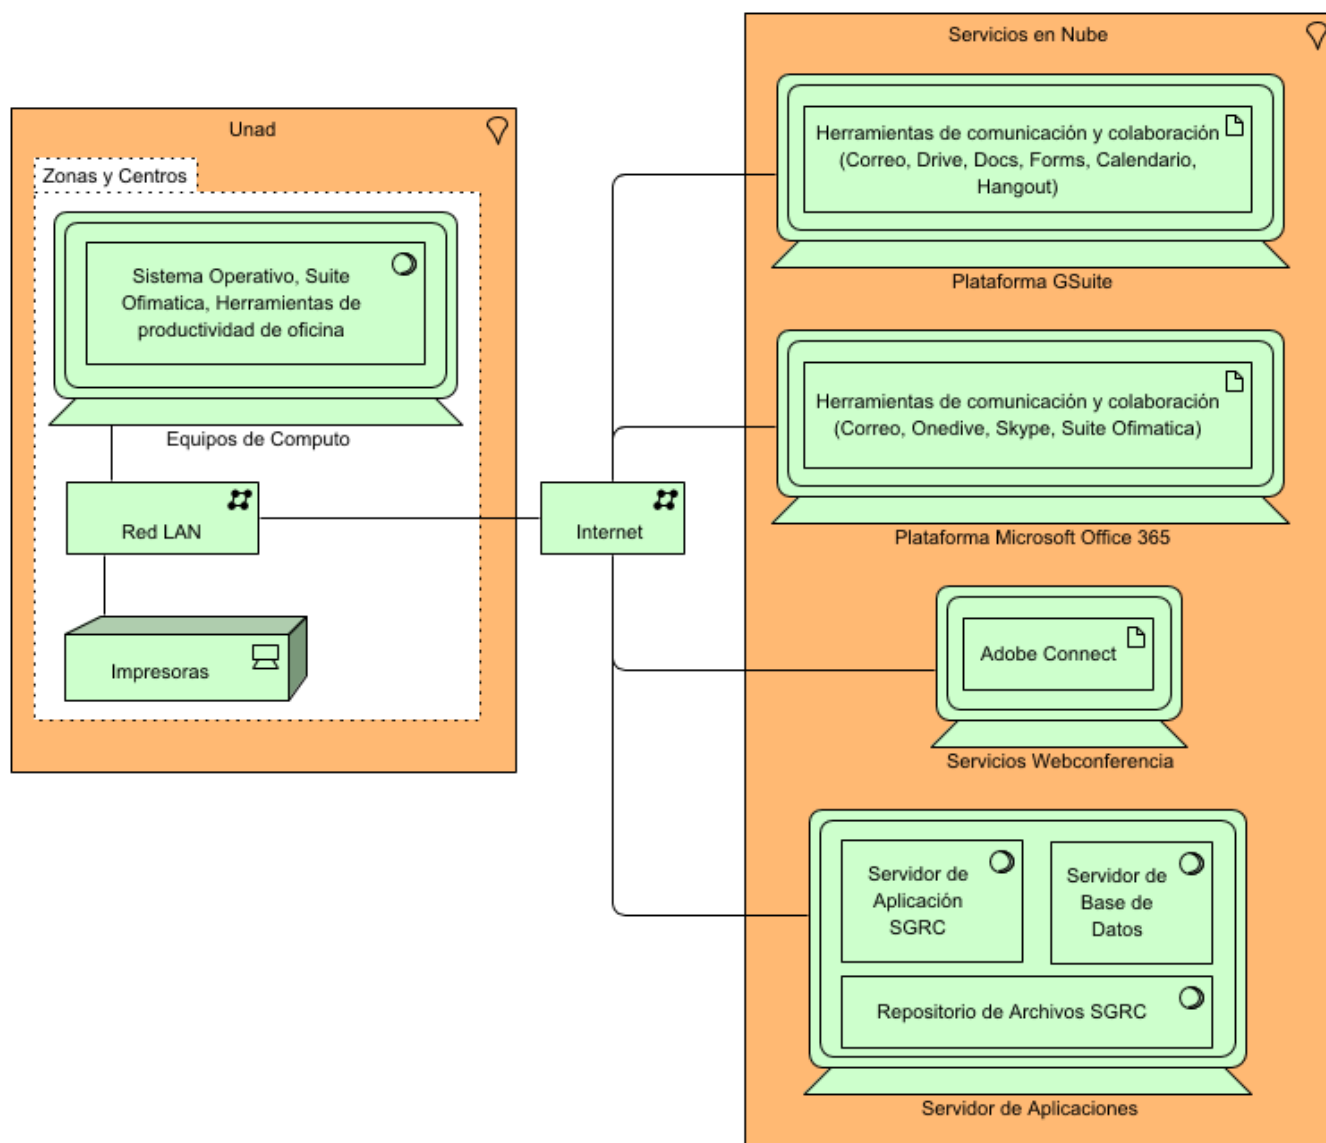 Unad
Zonas y Centros
Sistema Operativo, Suite
Ofimatica, Herramientas de
productividad de oficina
Equipos de Computo
Red LAN
Impresoras
Internet
Servicios en Nube
Herramientas de comunicación y colaboración
(Correo, Drive, Docs, Forms, Calendario,
Hangout)
Plataforma GSuite
Herramientas de comunicación y colaboración
(Correo, Onedive, Skype, Suite Ofimatica)
Plataforma Microsoft Office 365
Adobe Connect
Servicios Webconferencia
Servidor de
Aplicación
SGRC
Servidor de
Base de
Datos
Repositorio de Archivos SGRC
Servidor de Aplicaciones